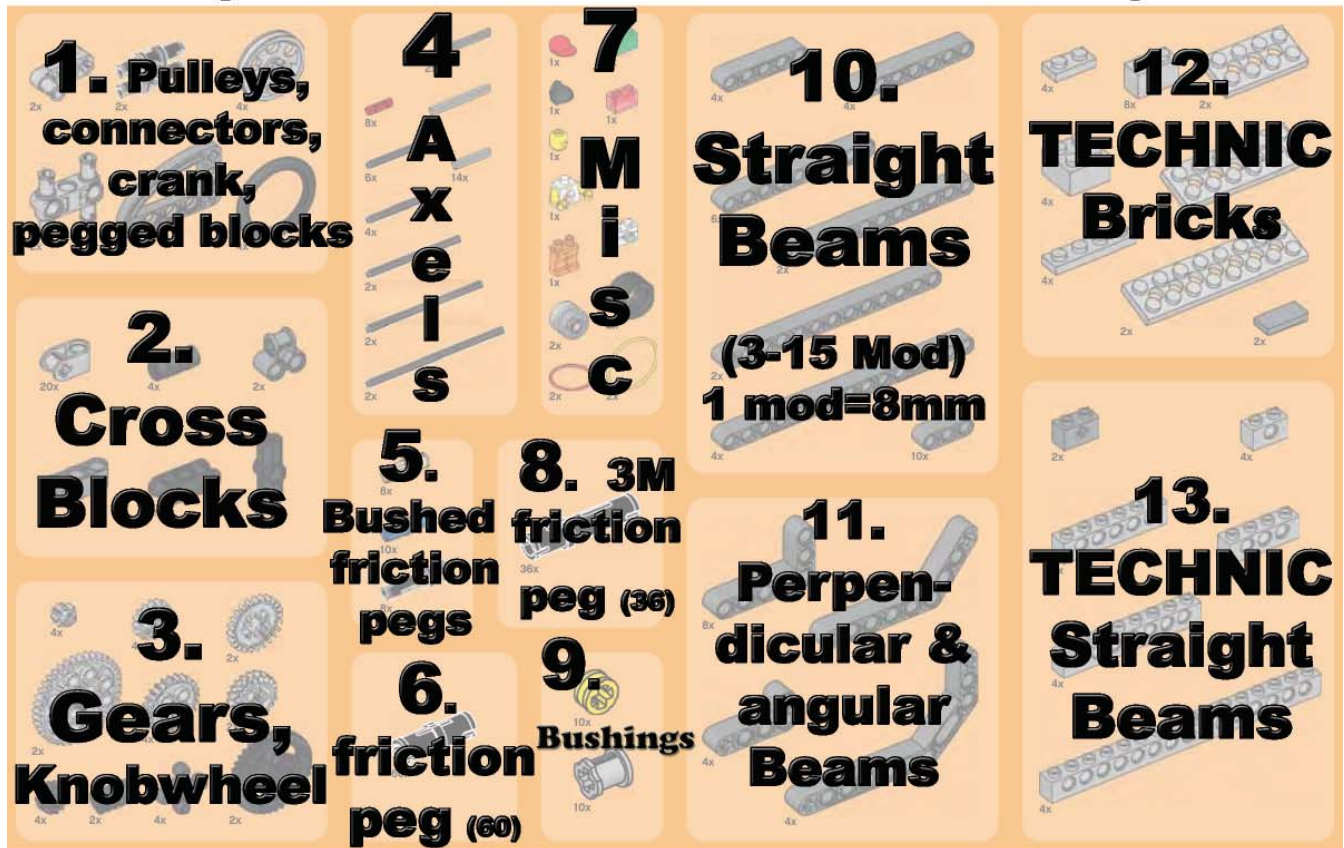 1. Pulleys,
connectors,
crank,
pegged blocks
2x
2x
4x
2.
Cross
Blocks
20x
4x
2x
3.
Gears,
Knobwheel
4x
2x
2x
4x
2x
4x
2x
4
A
x
e
l
s
8x
6x
14x
4x
2x
2x
2x
5.
Bushed
friction
pegs
8x
10x
8x
6.
friction
peg (60)
7
M
i
s
c
1x
1x
1x
1x
1x
1x
2x
8. 3M
friction
peg (36)
36x
9.
Bushings
10x
10x
10.
Straight
Beams
(3-15 Mod)
1 mod=8mm
4x
4x
2x
2x
4x
10x
11.
Perpen-
dicular &
angular
Beams
8x
4x
4x
12.
TECHNIC
Bricks
4x
8x
2x
4x
4x
2x
2x
13.
TECHNIC
Straight
Beams
2x
4x
4x
4x
4x